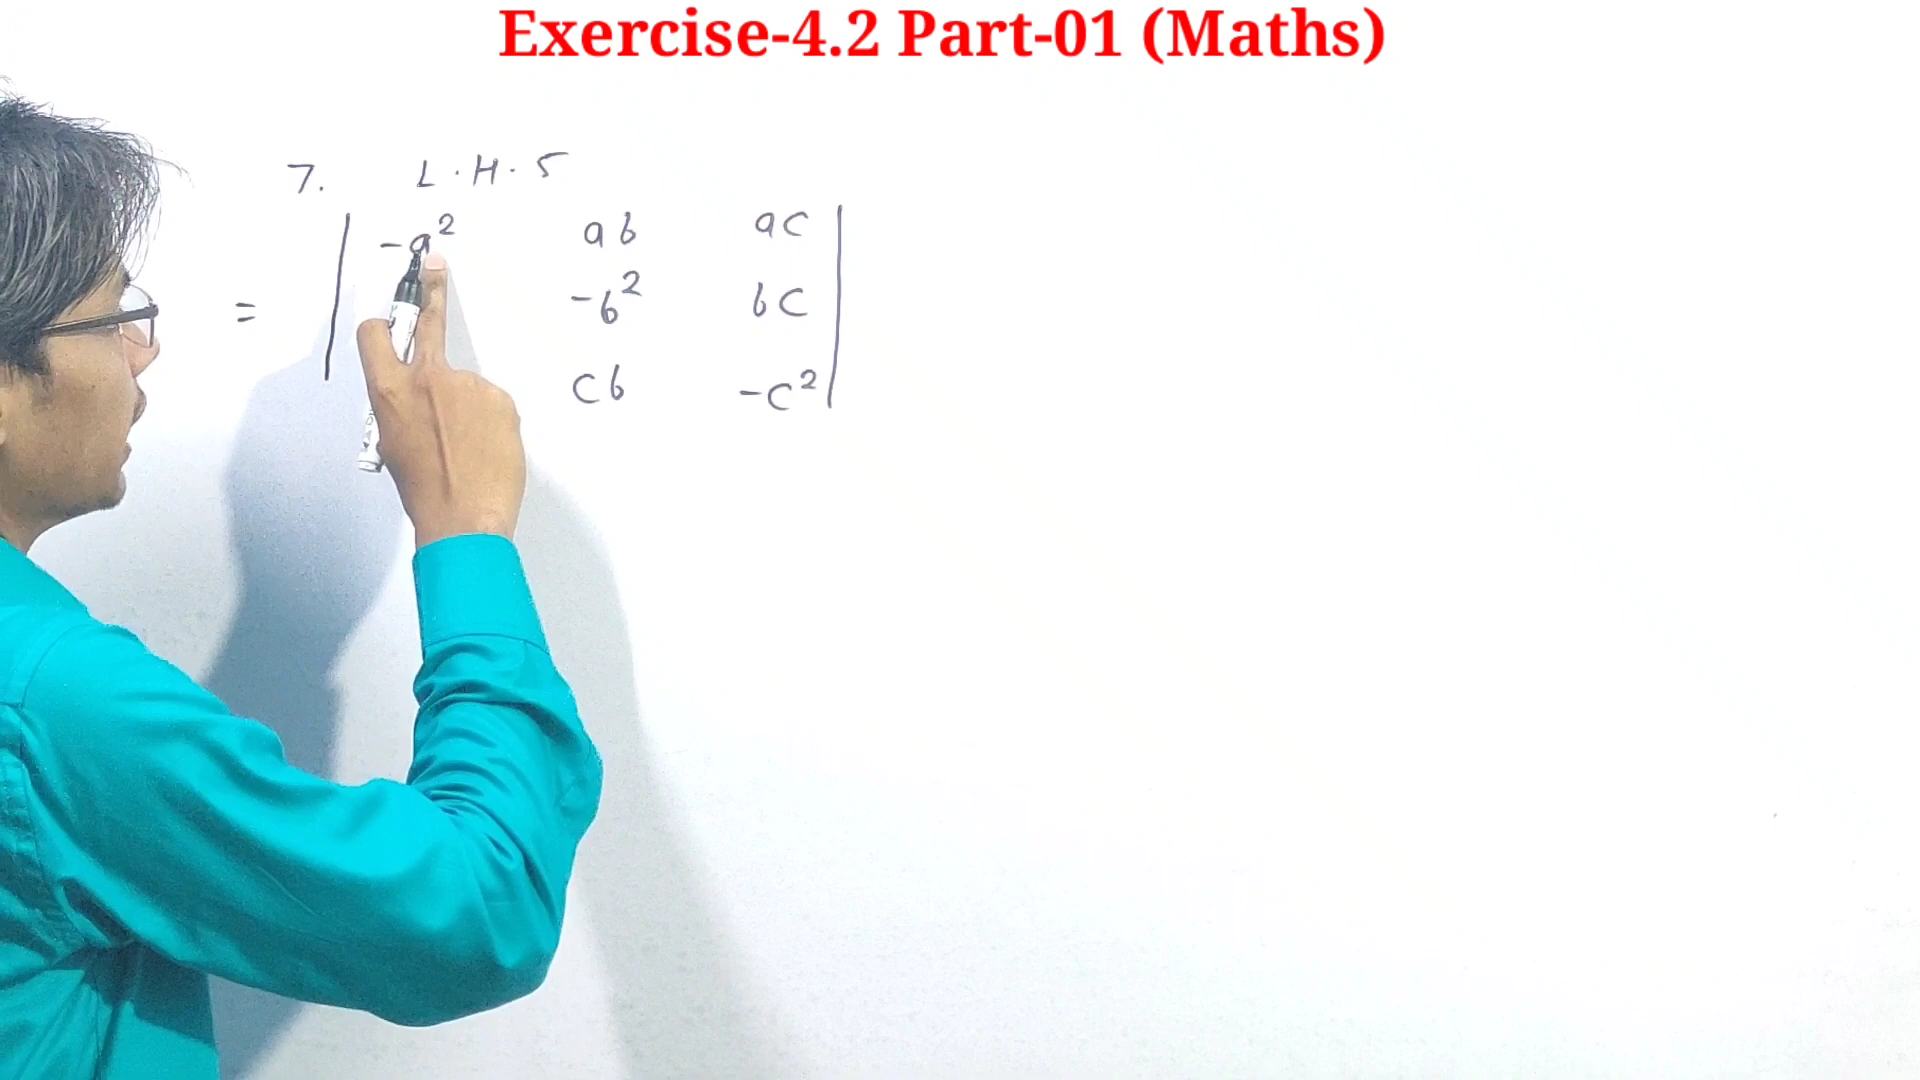 Exercise-4.2 Part-01 (Maths)
7. L.H.S
-a² ab ac
= -b² bc
cb -c²